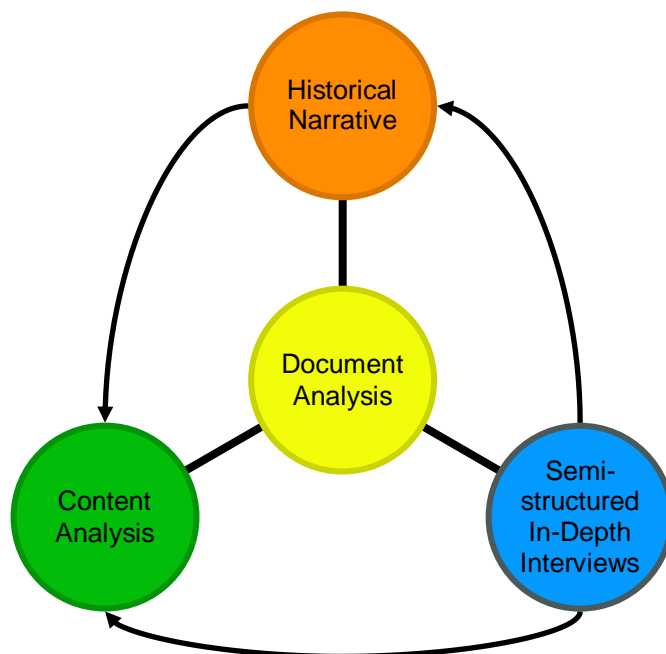 Historical
Narrative
Document
Analysis
Content
Analysis
Semi-
structured
In-Depth
Interviews